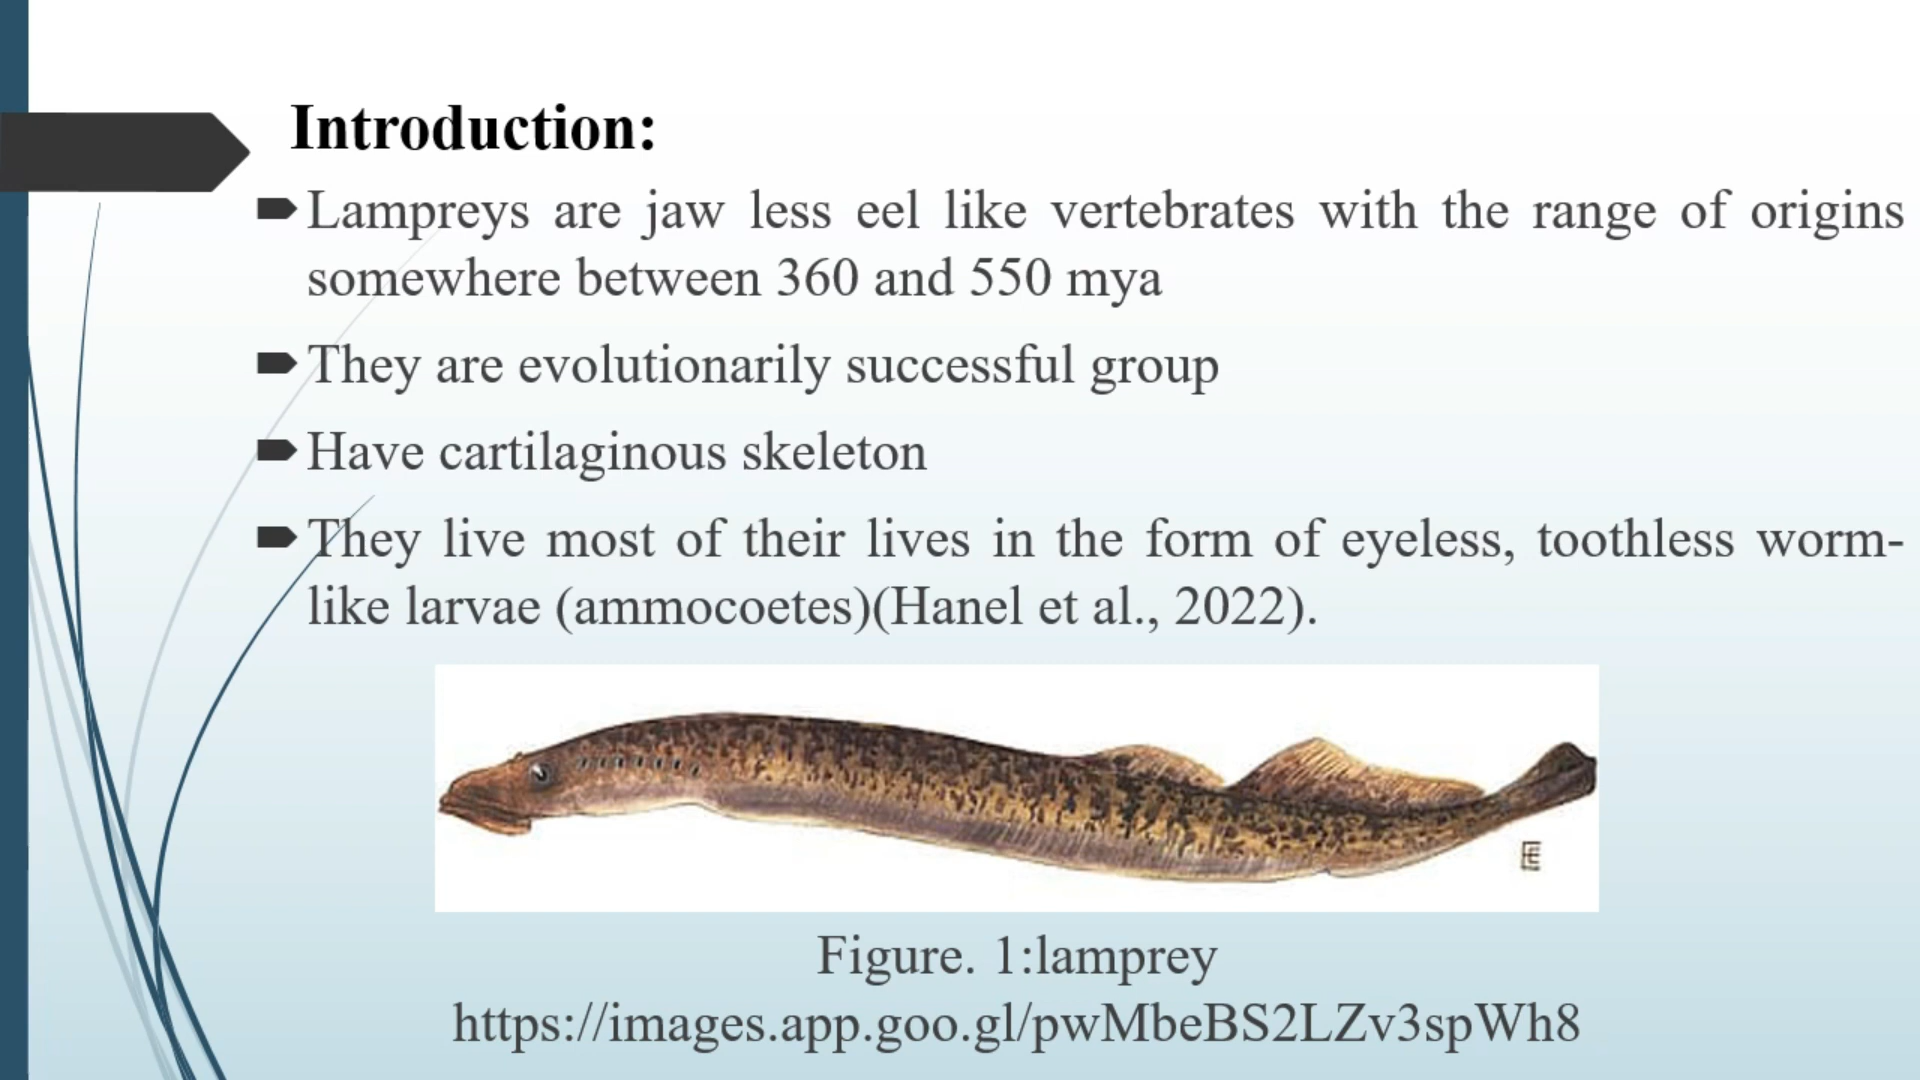 Introduction:
Lampreys are jaw less eel like vertebrates with the range of origins
somewhere between 360 and 550 mya
They are evolutionarily successful group
Have cartilaginous skeleton
They live most of their lives in the form of eyeless, toothless worm-
like larvae (ammocoetes)(Hanel et al., 2022).
Figure. 1:lamprey
https://images.app.goo.gl/pwMbeBS2LZv3spWh8